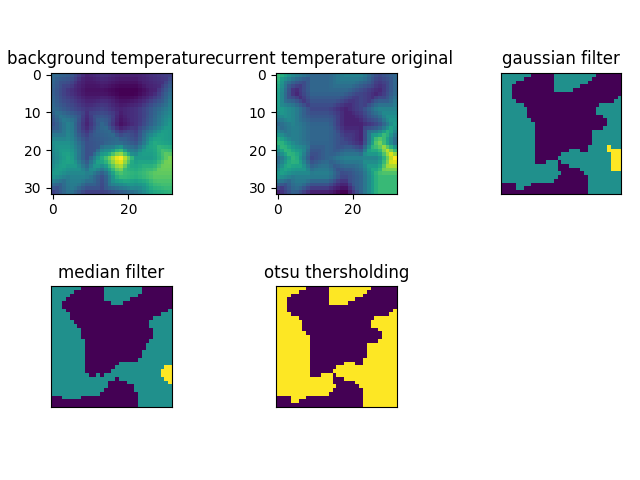 background temperature
current temperature original
gaussian filter
0
10
20
30
0
20
0
10
20
30
0
20
median filter
otsu thersholding